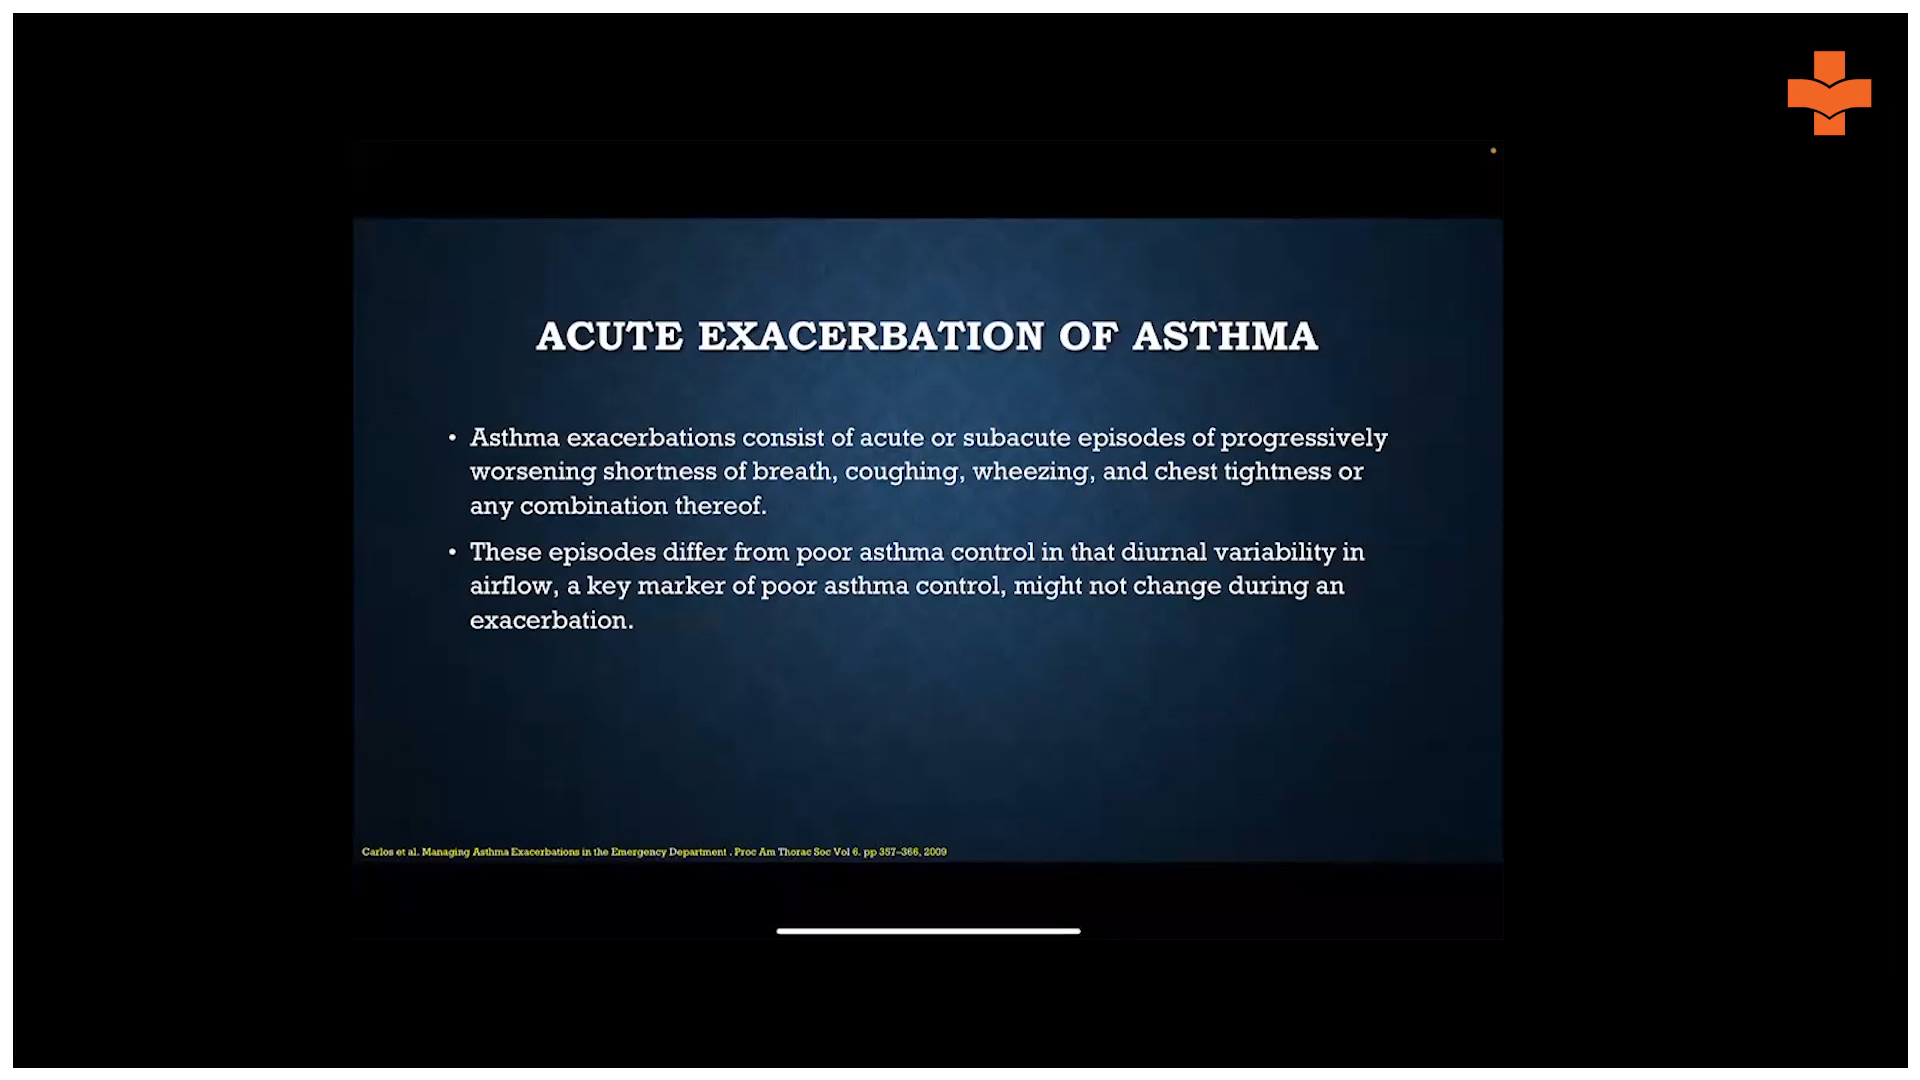 ACUTE EXACERBATION OF ASTHMA
• Asthma exacerbations consist of acute or subacute episodes of progressively
worsening shortness of breath, coughing, wheezing, and chest tightness or
any combination thereof.
• These episodes differ from poor asthma control in that diurnal variability in
airflow, a key marker of poor asthma control, might not change during an
exacerbation.
Carlos et al. Managing Asthma Exacerbations in the Emergency Department . Proc Am Thorac Soc Vol 6. pp 357–366, 2009